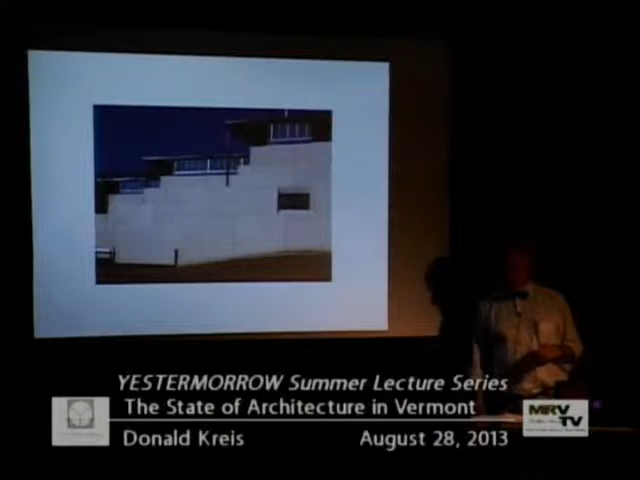 YESTERMORROW Summer Lecture Series
The State of Architecture in Vermont
Donald Kreis August 28, 2013
MRV
TV